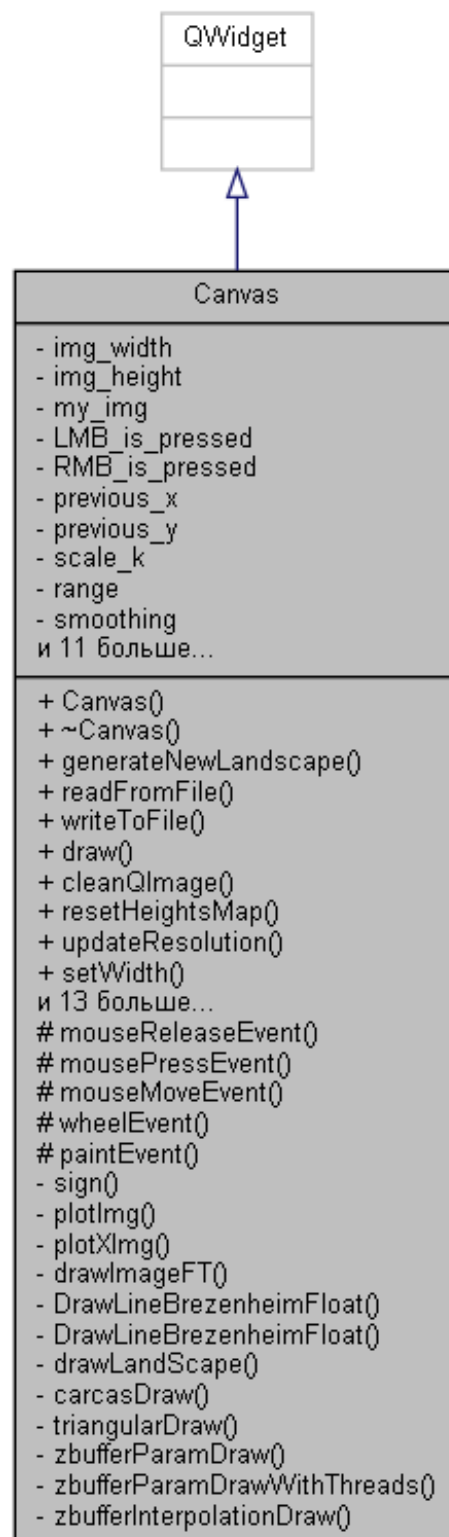 QWidget
Canvas
- img_width
- img_height
- my_img
- LMB_is_pressed
- RMB_is_pressed
- previous_x
- previous_y
- scale_k
- range
- smoothing
и 11 больше...
+ Canvas()
+ ~Canvas()
+ generateNewLandscape()
+ readFromFile()
+ writeToFile()
+ draw()
+ cleanQImage()
+ resetHeightsMap()
+ updateResolution()
+ setWidth()
и 13 больше...
# mouseReleaseEvent()
# mousePressEvent()
# mouseMoveEvent()
# wheelEvent()
# paintEvent()
- sign()
- plotImg()
- plotXImg()
- drawImageFT()
- DrawLineBrezenheimFloat()
- DrawLineBrezenheimFloat()
- drawLandScape()
- carcasDraw()
- triangularDraw()
- zbufferParamDraw()
- zbufferParamDrawWithThreads()
- zbufferInterpolationDraw()